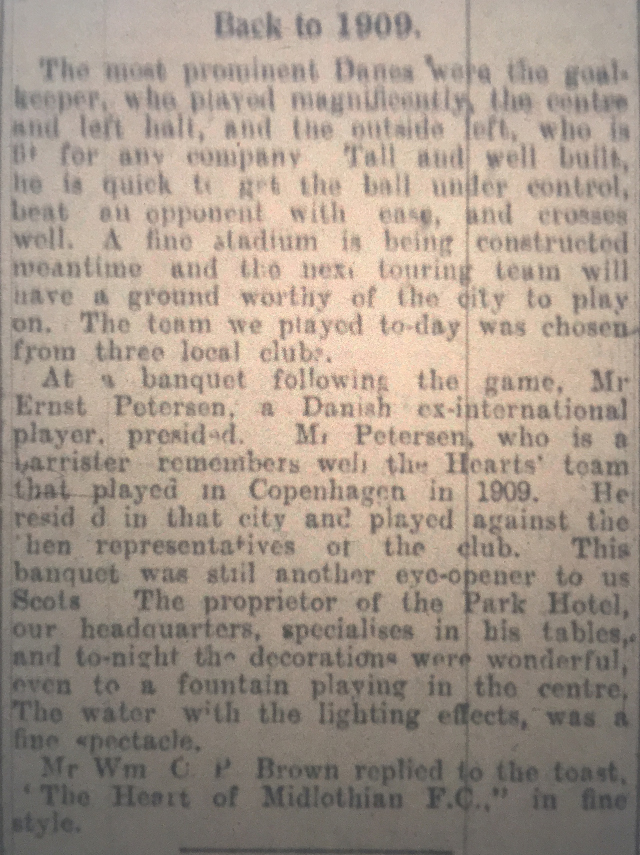 Back to 1909.
The most prominent Danes were the goal-
keeper, who played magnificently, the centre
and left half, and the outside left, who is
fit for any company Tall and well built,
he is quick to get the ball under control,
beat an opponent with ease, and crosses
well. A fine stadium is being constructed
meantime and the next touring team will
have a ground worthy of the city to play
on. The team we played to-day was chosen
from three local clubs.
At a banquet following the game, Mr
Ernst Petersen, a Danish ex-international
player, presided. Mr Petersen, who is a
barrister remembers well the Hearts' team
that played in Copenhagen in 1909. He
resid d in that city and played against the
then representatives of the club. This
banquet was still another eye-opener to us
Scots The proprietor of the Park Hotel,
our headquarters, specialises in his tables,
and to-night the decorations were wonderful,
even to a fountain playing in the centre.
The water with the lighting effects, was a
fine spectacle.
Mr Wm C P Brown replied to the toast,
"The Heart of Midlothian F.C.," in fine
style.